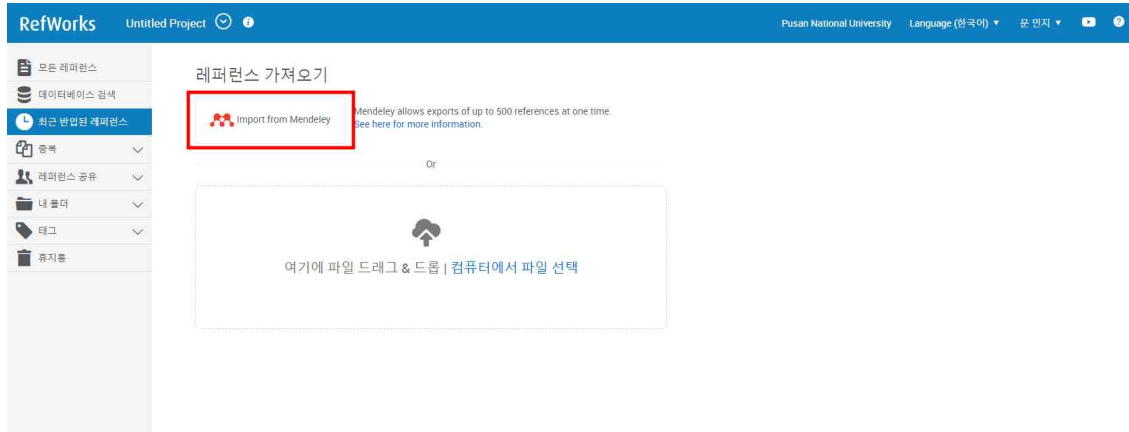 RefWorks Untitled Project Pusan National University Language (한국어) ▼ 문 민지 ▼
모든 레퍼런스
데이터베이스 검색
최근 반입된 레퍼런스
중복
레퍼런스 공유
내 폴더
태그
휴지통
레퍼런스 가져오기
Import from Mendeley
Mendeley allows exports of up to 500 references at one time.
See here for more information.
Or
여기에 파일 드래그 & 드롭 | 컴퓨터에서 파일 선택